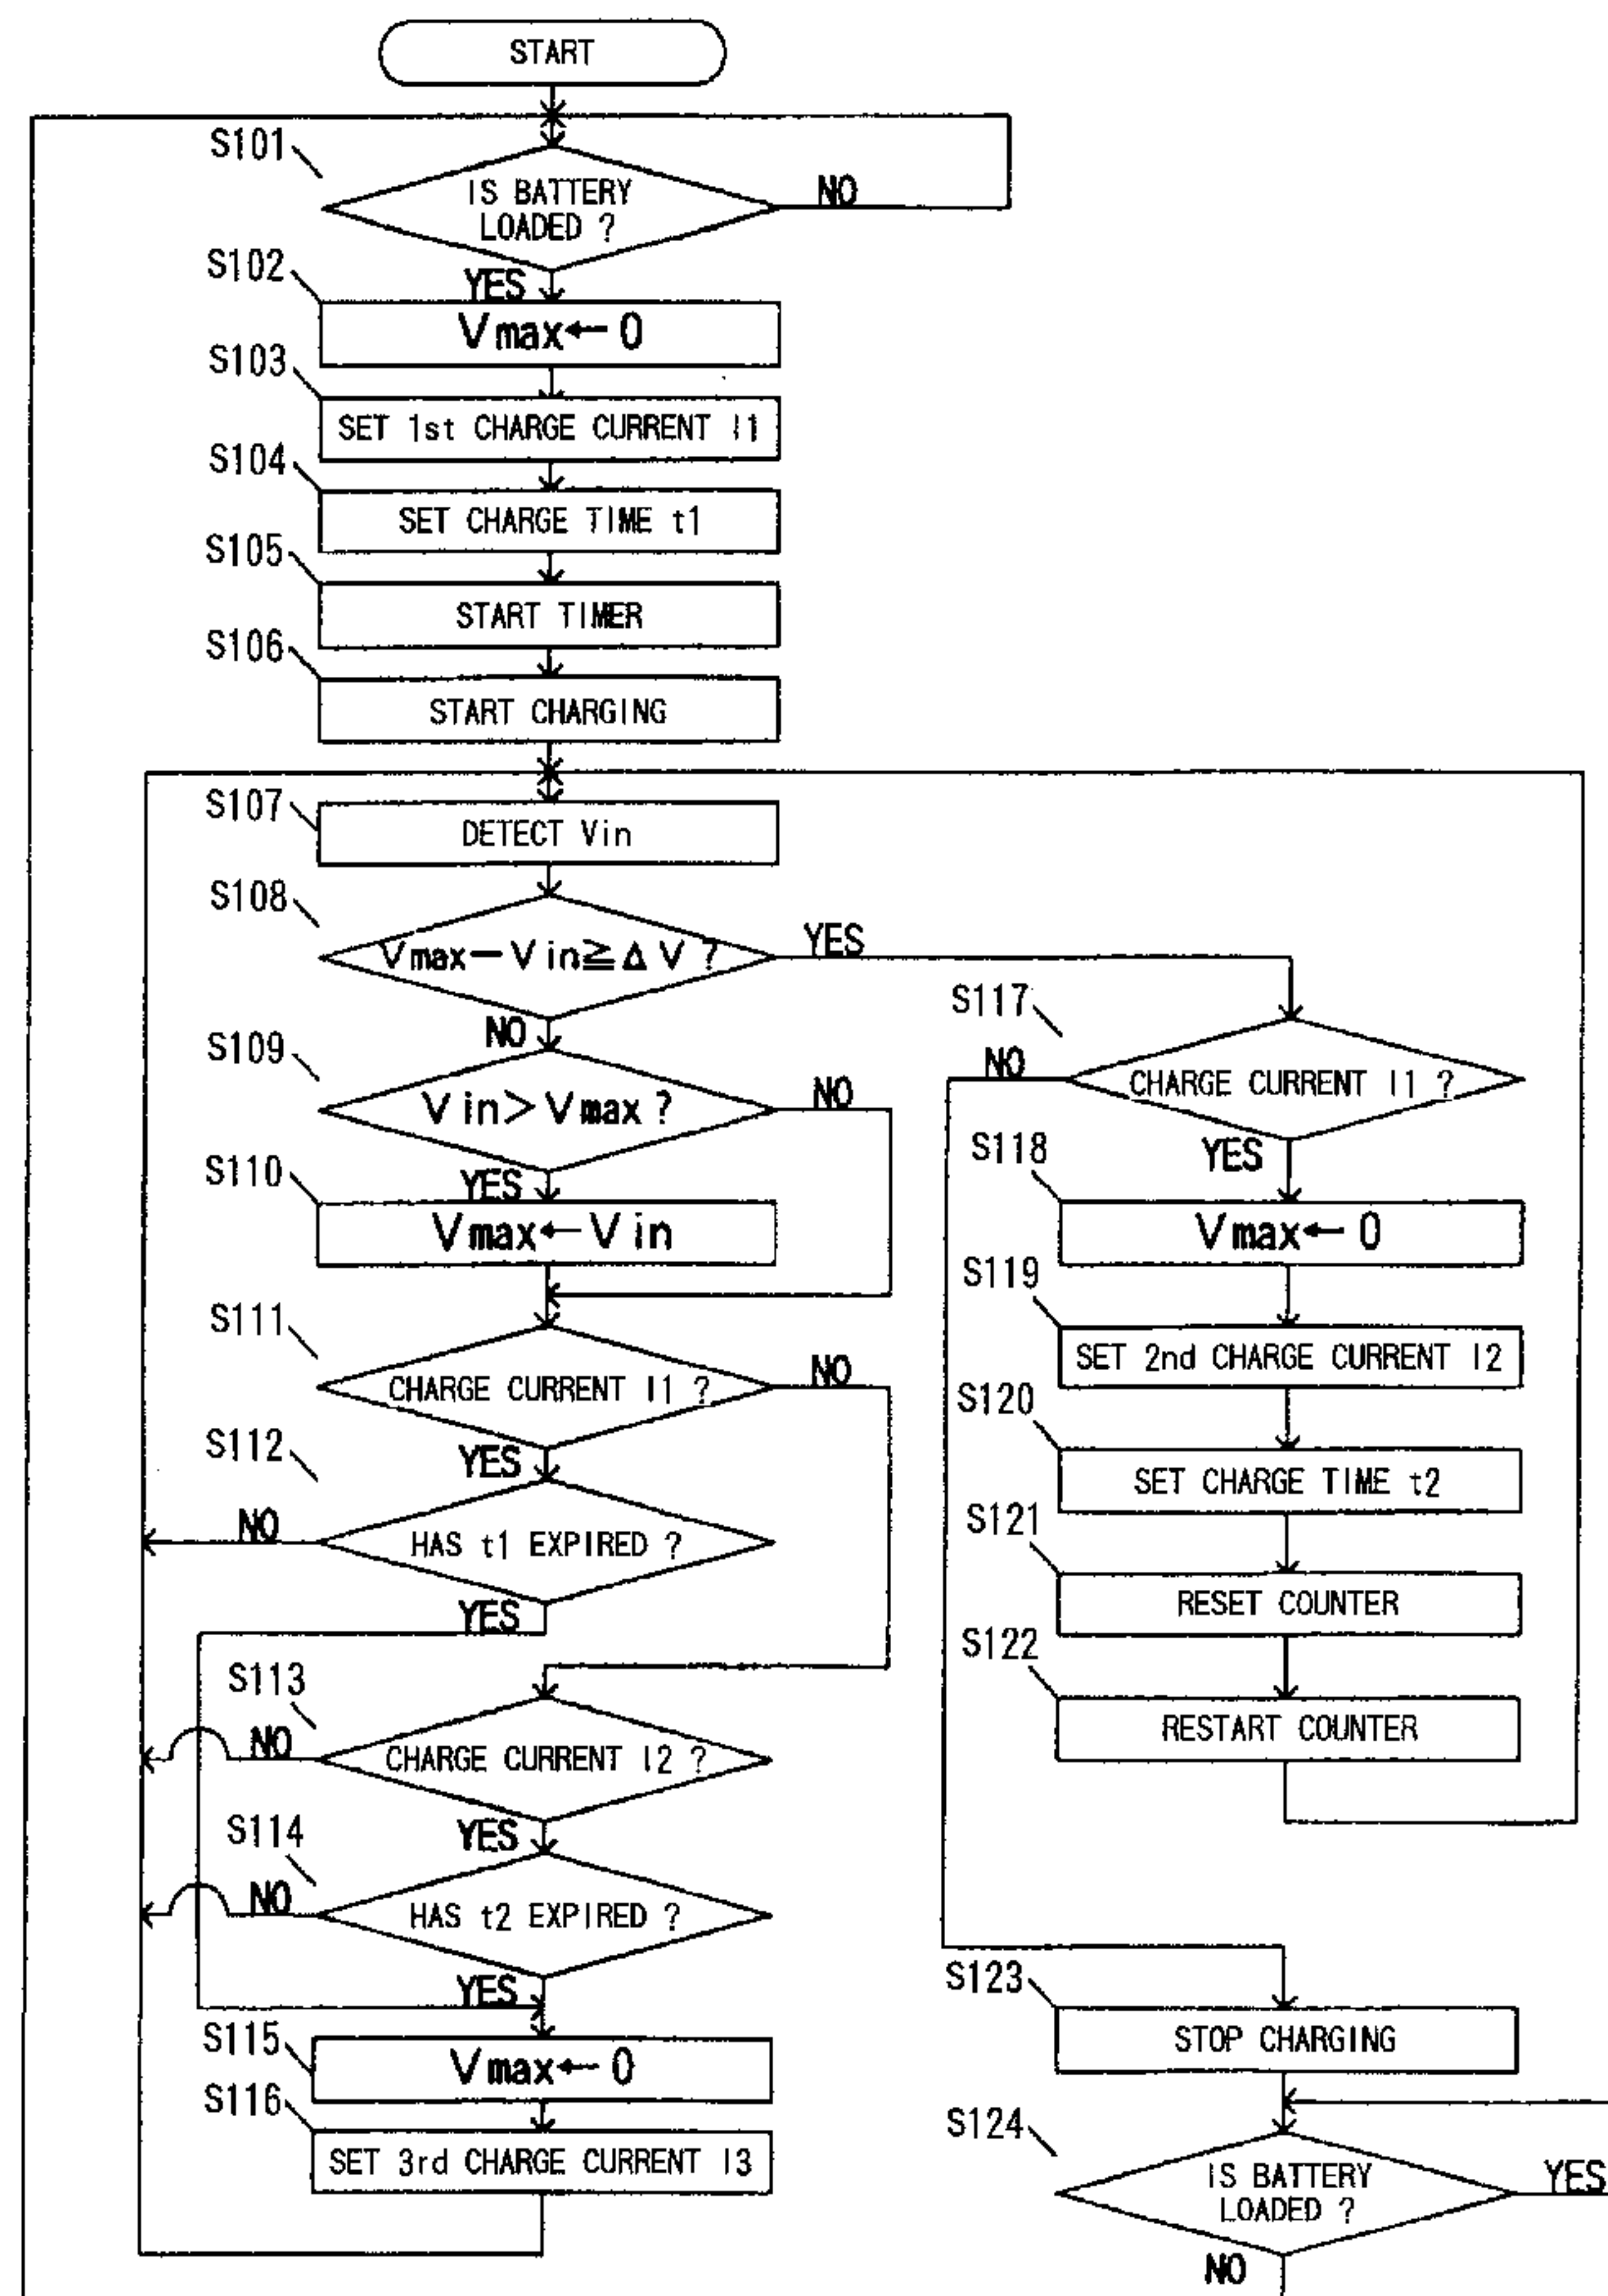 START
S101
IS BATTERY
LOADED ?
NO
YES
S102
Vmax←0
S103
SET 1st CHARGE CURRENT I1
S104
SET CHARGE TIME t1
S105
START TIMER
S106
START CHARGING
S107
DETECT Vin
S108
Vmax−Vin≧ΔV ?
YES
NO
S109
Vin>Vmax ?
NO
YES
S110
Vmax←Vin
S111
CHARGE CURRENT I1 ?
NO
YES
S112
HAS t1 EXPIRED ?
NO
YES
S113
CHARGE CURRENT I2 ?
NO
YES
S114
HAS t2 EXPIRED ?
NO
YES
S115
Vmax←0
S116
SET 3rd CHARGE CURRENT I3
S117
CHARGE CURRENT I1 ?
NO
YES
S118
Vmax←0
S119
SET 2nd CHARGE CURRENT I2
S120
SET CHARGE TIME t2
S121
RESET COUNTER
S122
RESTART COUNTER
S123
STOP CHARGING
S124
IS BATTERY
LOADED ?
YES
NO